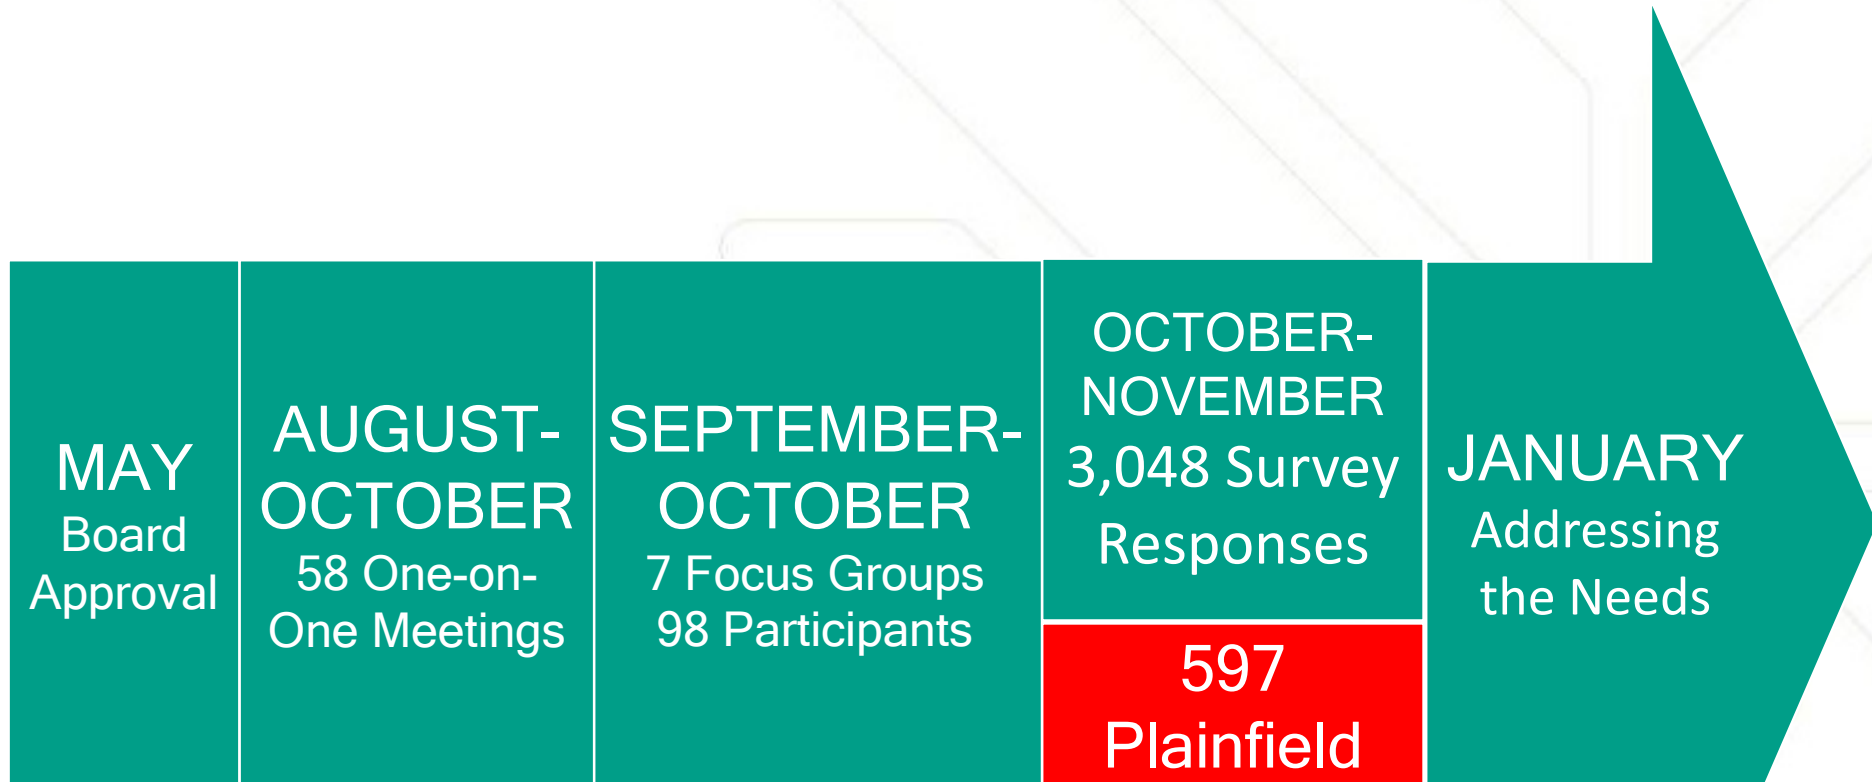 MAY
Board
Approval
AUGUST-
OCTOBER
58 One-on-
One Meetings
SEPTEMBER-
OCTOBER
7 Focus Groups
98 Participants
OCTOBER-
NOVEMBER
3,048 Survey
Responses
597
Plainfield
JANUARY
Addressing
the Needs